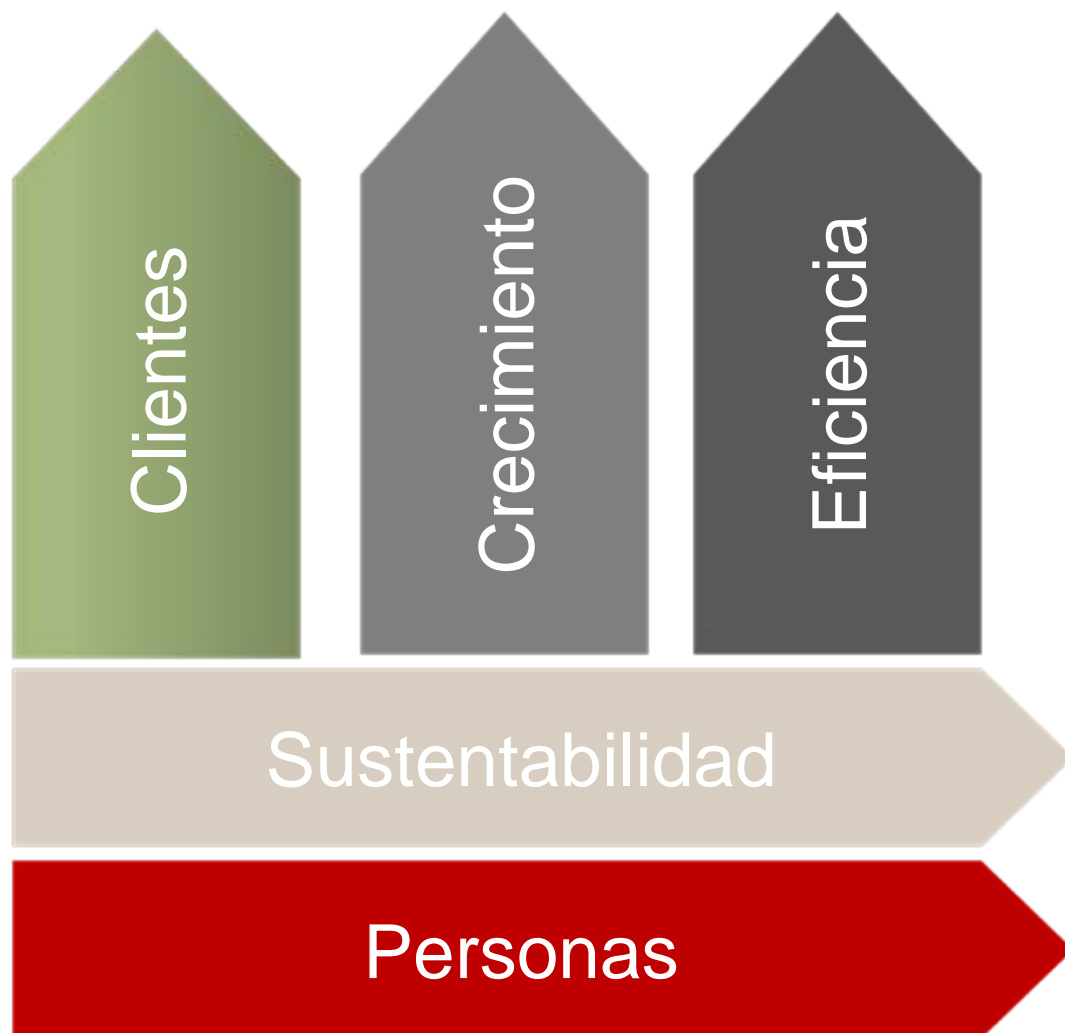 Clientes
Crecimiento
Eficiencia
Sustentabilidad
Personas